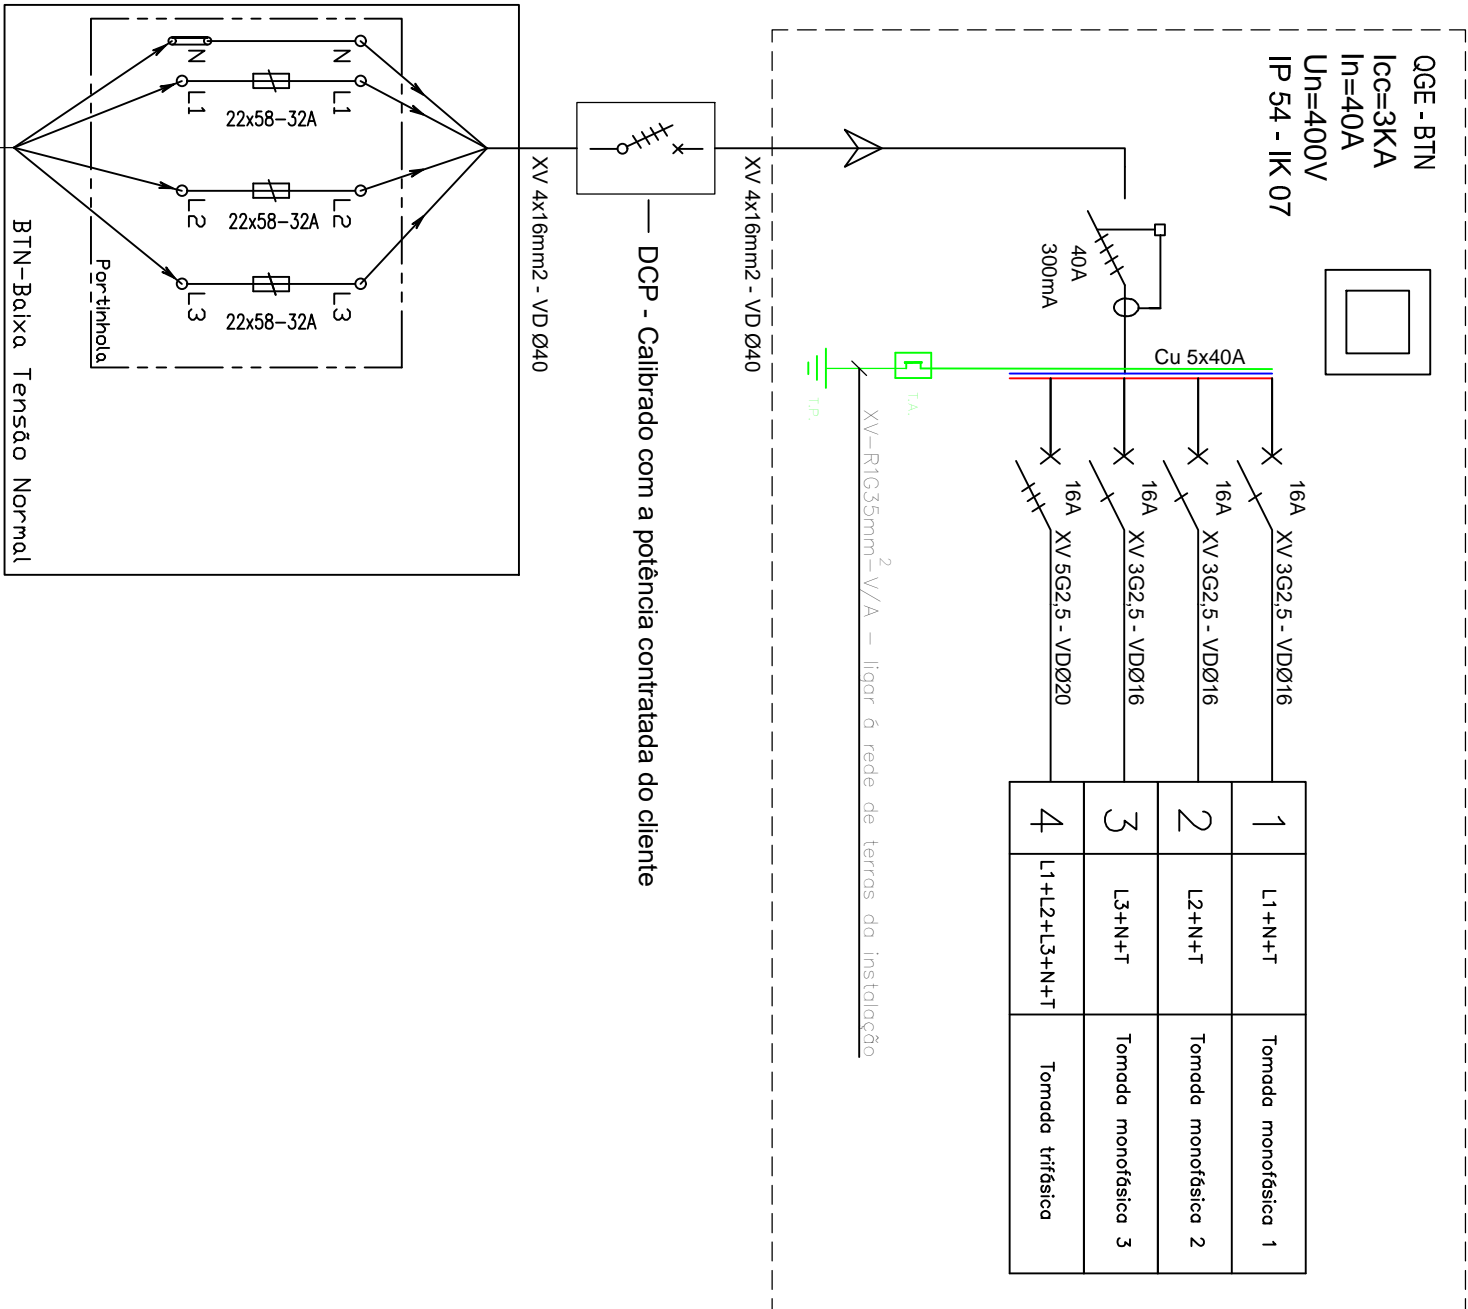 QGE - BTN
Icc=3KA
In=40A
Un=400V
IP 54 - IK 07
N
N
L1
L1
22x58-32A
L2
L2
22x58-32A
L3
L3
22x58-32A
Portinhola
BTN-Baixa Tensão Normal
XV 4x16mm2 - VD Ø40
DCP - Calibrado com a potência contratada do cliente
XV 4x16mm2 - VD Ø40
40A
300mA
Cu 5x40A
T.A.
T.P.
XV-R1G35mm2-V/A - ligar á rede de terras da instalação
16A
XV 3G2,5 - VDØ16
1
L1+N+T
Tomada monofásica 1
16A
XV 3G2,5 - VDØ16
2
L2+N+T
Tomada monofásica 2
16A
XV 3G2,5 - VDØ16
3
L3+N+T
Tomada monofásica 3
16A
XV 5G2,5 - VDØ20
4
L1+L2+L3+N+T
Tomada trifásica